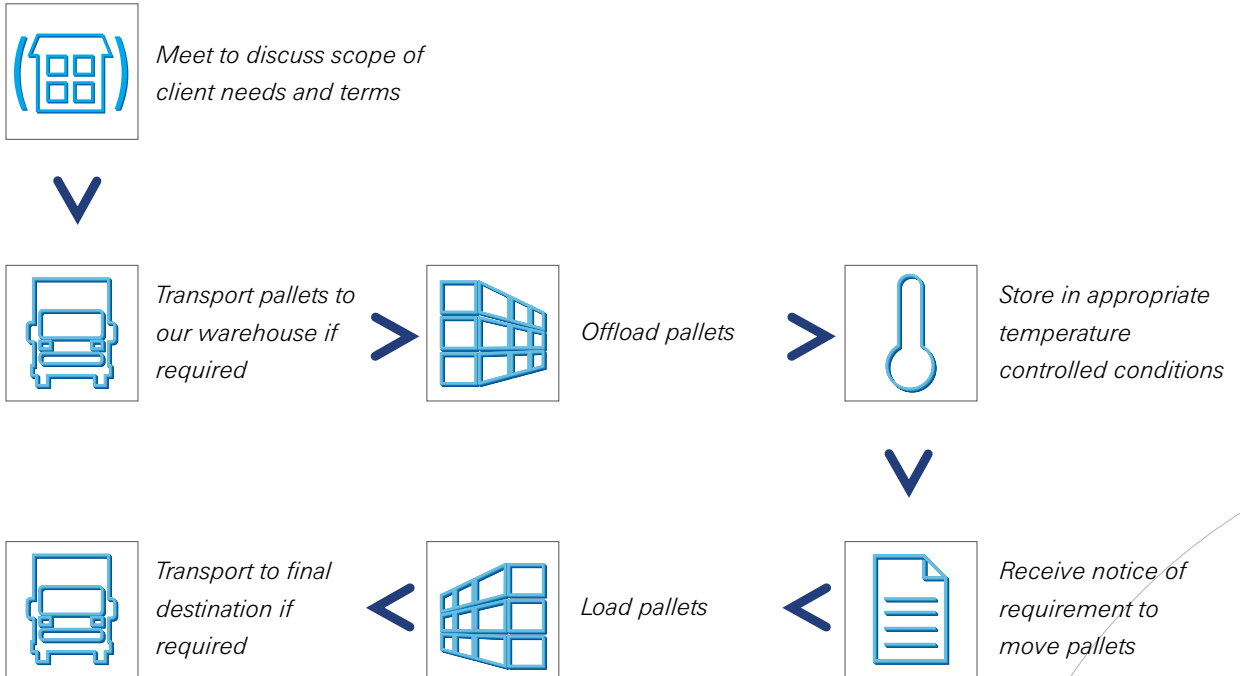 Meet to discuss scope of
client needs and terms
Transport pallets to
our warehouse if
required
Offload pallets
Store in appropriate
temperature
controlled conditions
Receive notice of
requirement to
move pallets
Load pallets
Transport to final
destination if
required